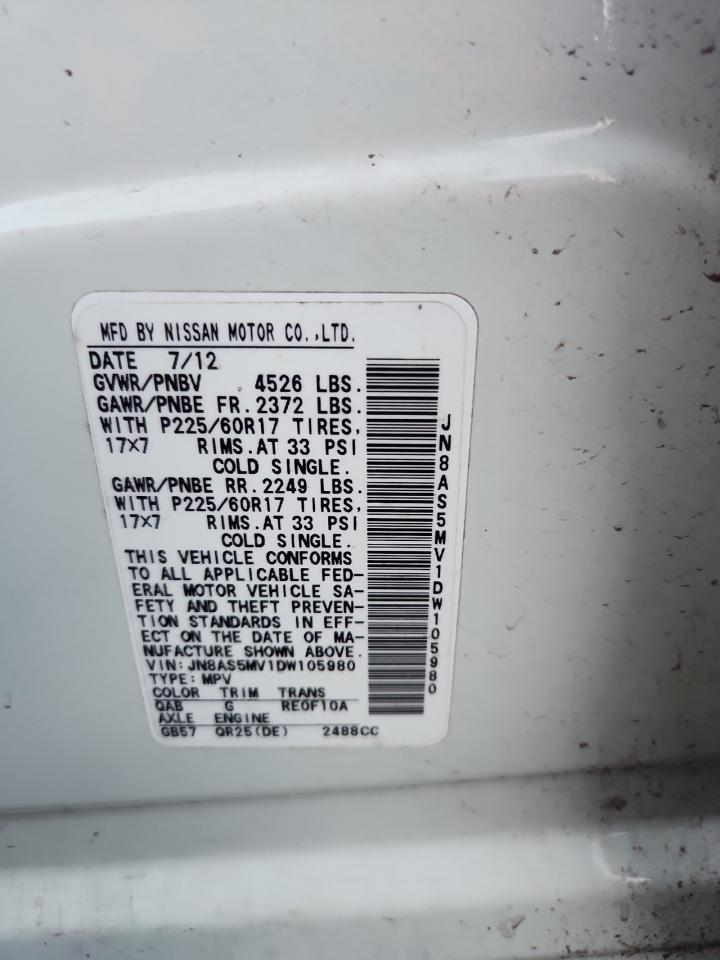 MFD BY NISSAN MOTOR CO.,LTD.
DATE 7/12
GVWR/PNBV 4526 LBS.
GAWR/PNBE FR.2372 LBS.
WITH P225/60R17 TIRES,
17X7 RIMS.AT 33 PSI
COLD SINGLE.
GAWR/PNBE RR.2249 LBS.
WITH P225/60R17 TIRES,
17X7 RIMS.AT 33 PSI
COLD SINGLE.
THIS VEHICLE CONFORMS
TO ALL APPLICABLE FED-
ERAL MOTOR VEHICLE SA-
FETY AND THEFT PREVEN-
TION STANDARDS IN EFF-
ECT ON THE DATE OF MA-
NUFACTURE SHOWN ABOVE.
VIN:JN8AS5MV1DW105980
TYPE:MPV
COLOR TRIM TRANS
QAB G RE0F10A
AXLE ENGINE
GB57 QR25(DE) 2488CC
JN8AS5MV1DW105980